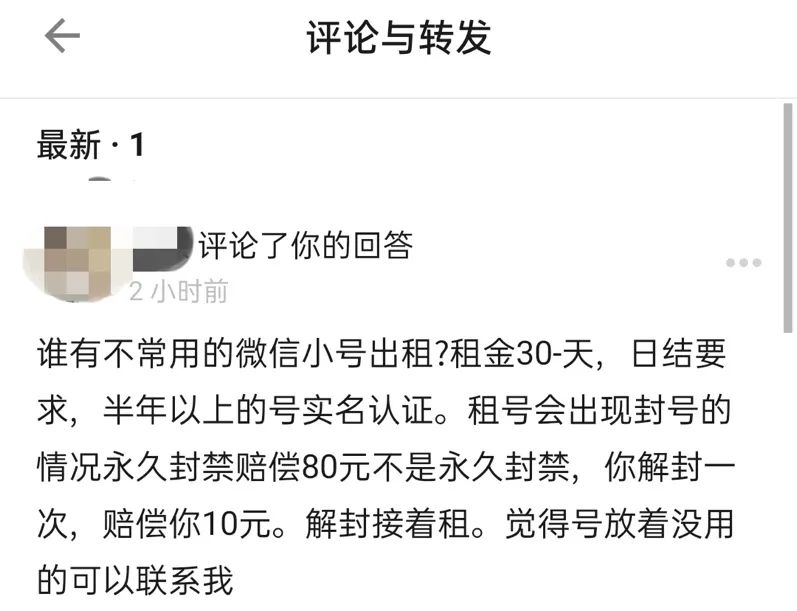 评论与转发
最新 · 1
评论了你的回答
2 小时前
谁有不常用的微信小号出租?租金30-天，日结要
求，半年以上的号实名认证。租号会出现封号的
情况永久封禁赔偿80元不是永久封禁，你解封一
次，赔偿你10元。解封接着租。觉得号放着没用
的可以联系我